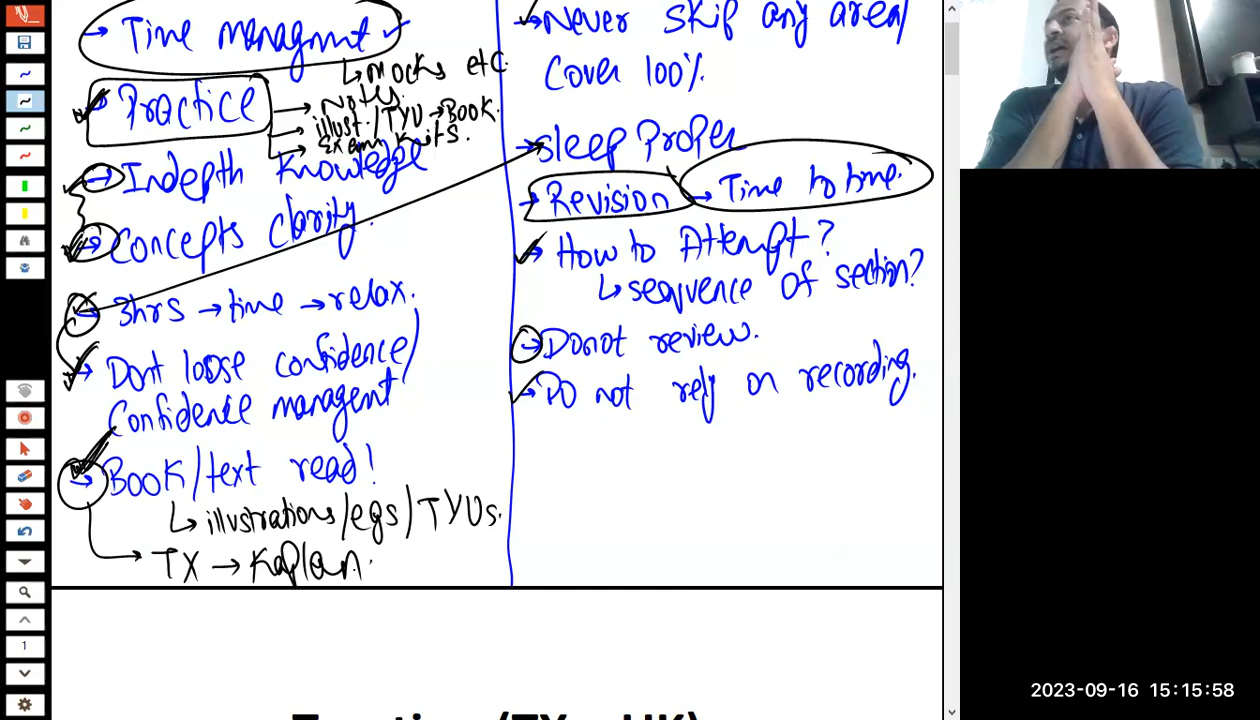 → Time managmnt ✓
↳ mocks etc.
→ Practice
→ Notes.
→ illust./TYU → BOOK.
→ Exam Kits.
→ Indepth Knowledge
→ Concepts clarity.
→ 3hrs → time → relax.
→ Dont loose confidence/
Confidence managent
→ Book/text read!
↳ illustrations/egs/TYUs.
→ TX → Kaplan.
→ Never skip any area/
Cover 100%
→ sleep Proper
→ Revision → Time to time.
→ How to Attempt?
↳ sequence of section?
→ Donot review.
→ DO not rely on recording.
1
2023-09-16 15:15:58